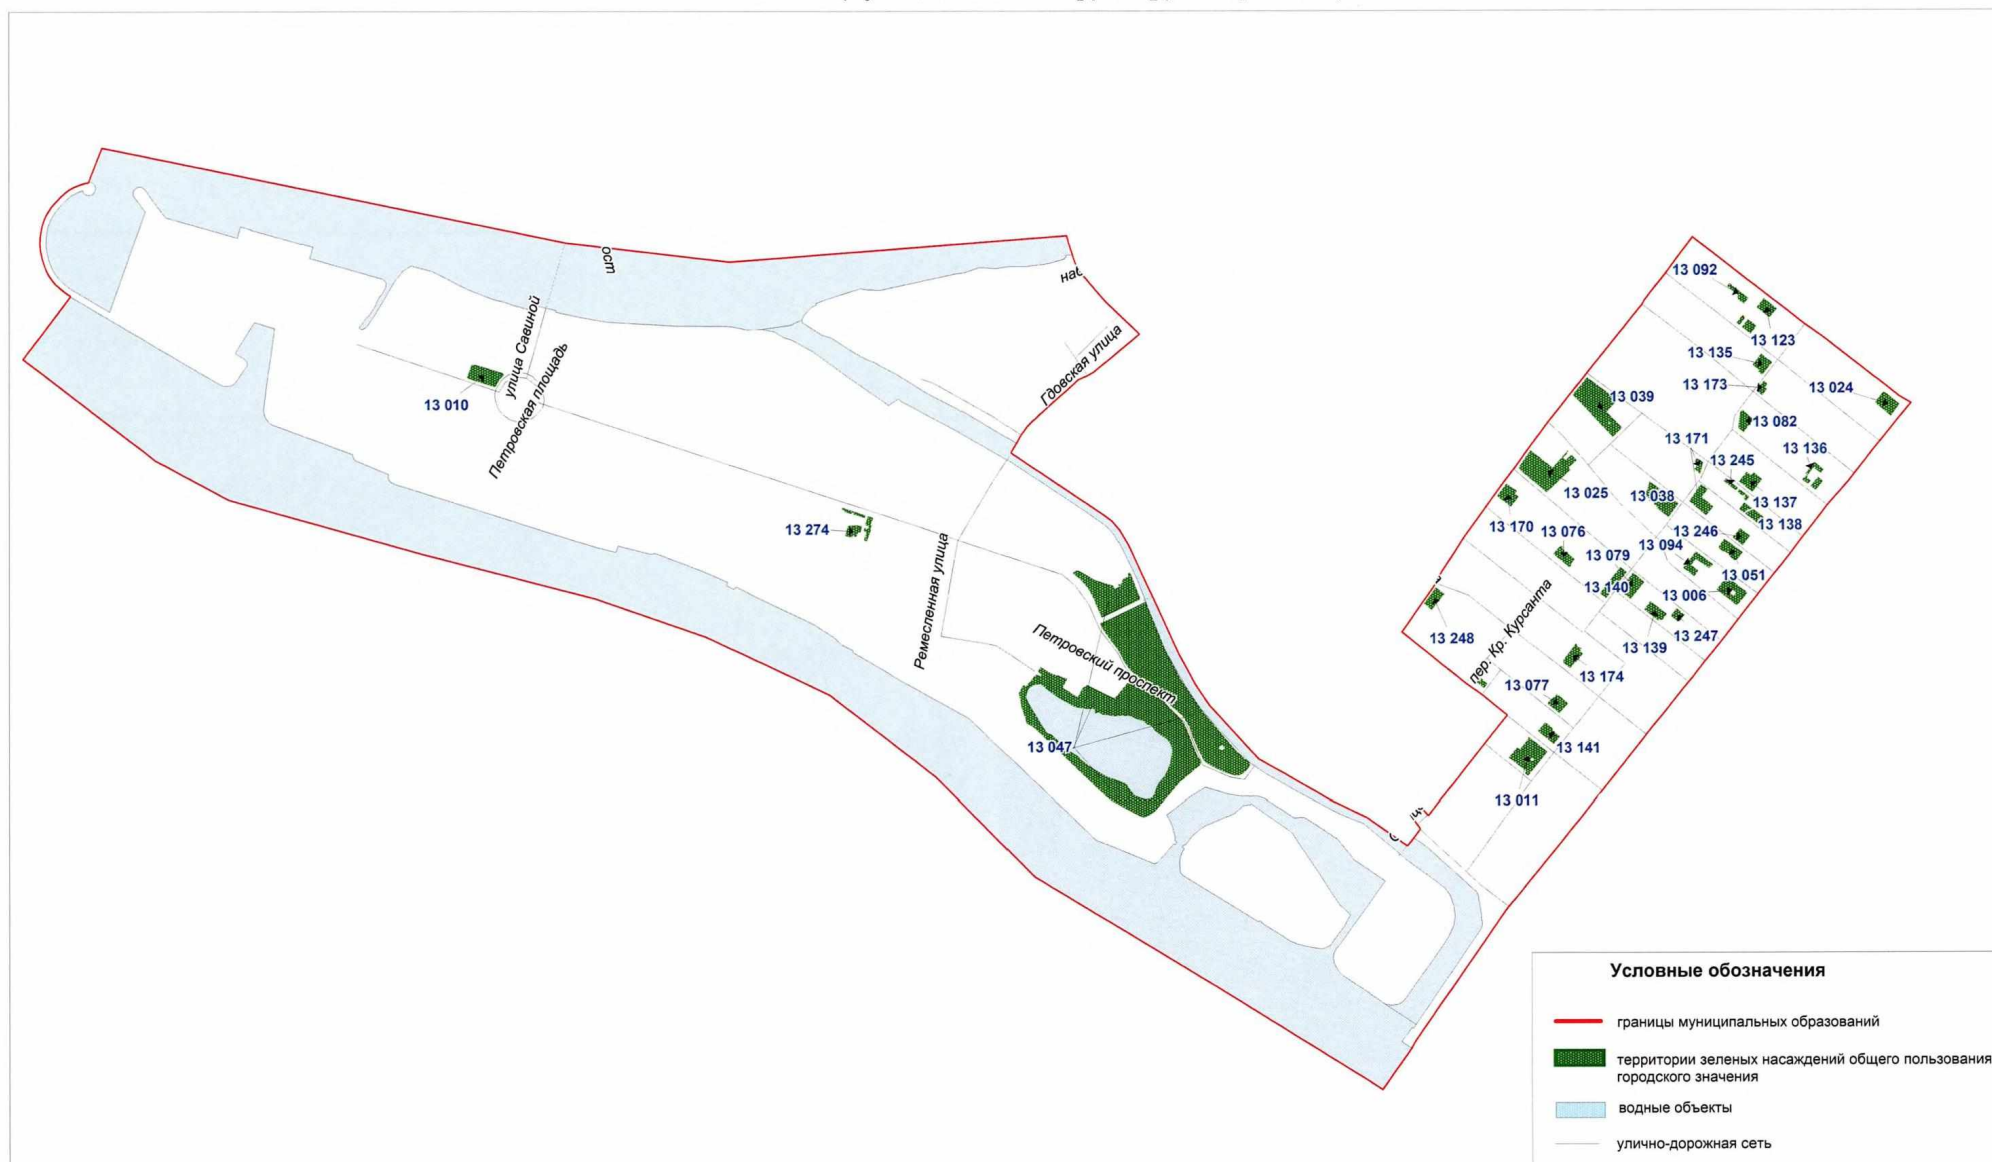 ост
наб
13 092
улица Савиной
Гдовская улица
13 123
13 135
13 173
13 024
Петровская площадь
13 010
13 039
13 082
13 171
13 136
13 245
13 025
13 038
13 137
13 170
13 138
13 274
13 246
13 076
13 094
13 079
13 051
Ремесленная улица
13 140
13 006
пер. Кр. Курсанта
13 248
13 247
13 139
Петровский проспект
13 174
13 077
13 047
13 141
13 011
Условные обозначения
границы муниципальных образований
территории зеленых насаждений общего пользования
городского значения
водные объекты
улично-дорожная сеть